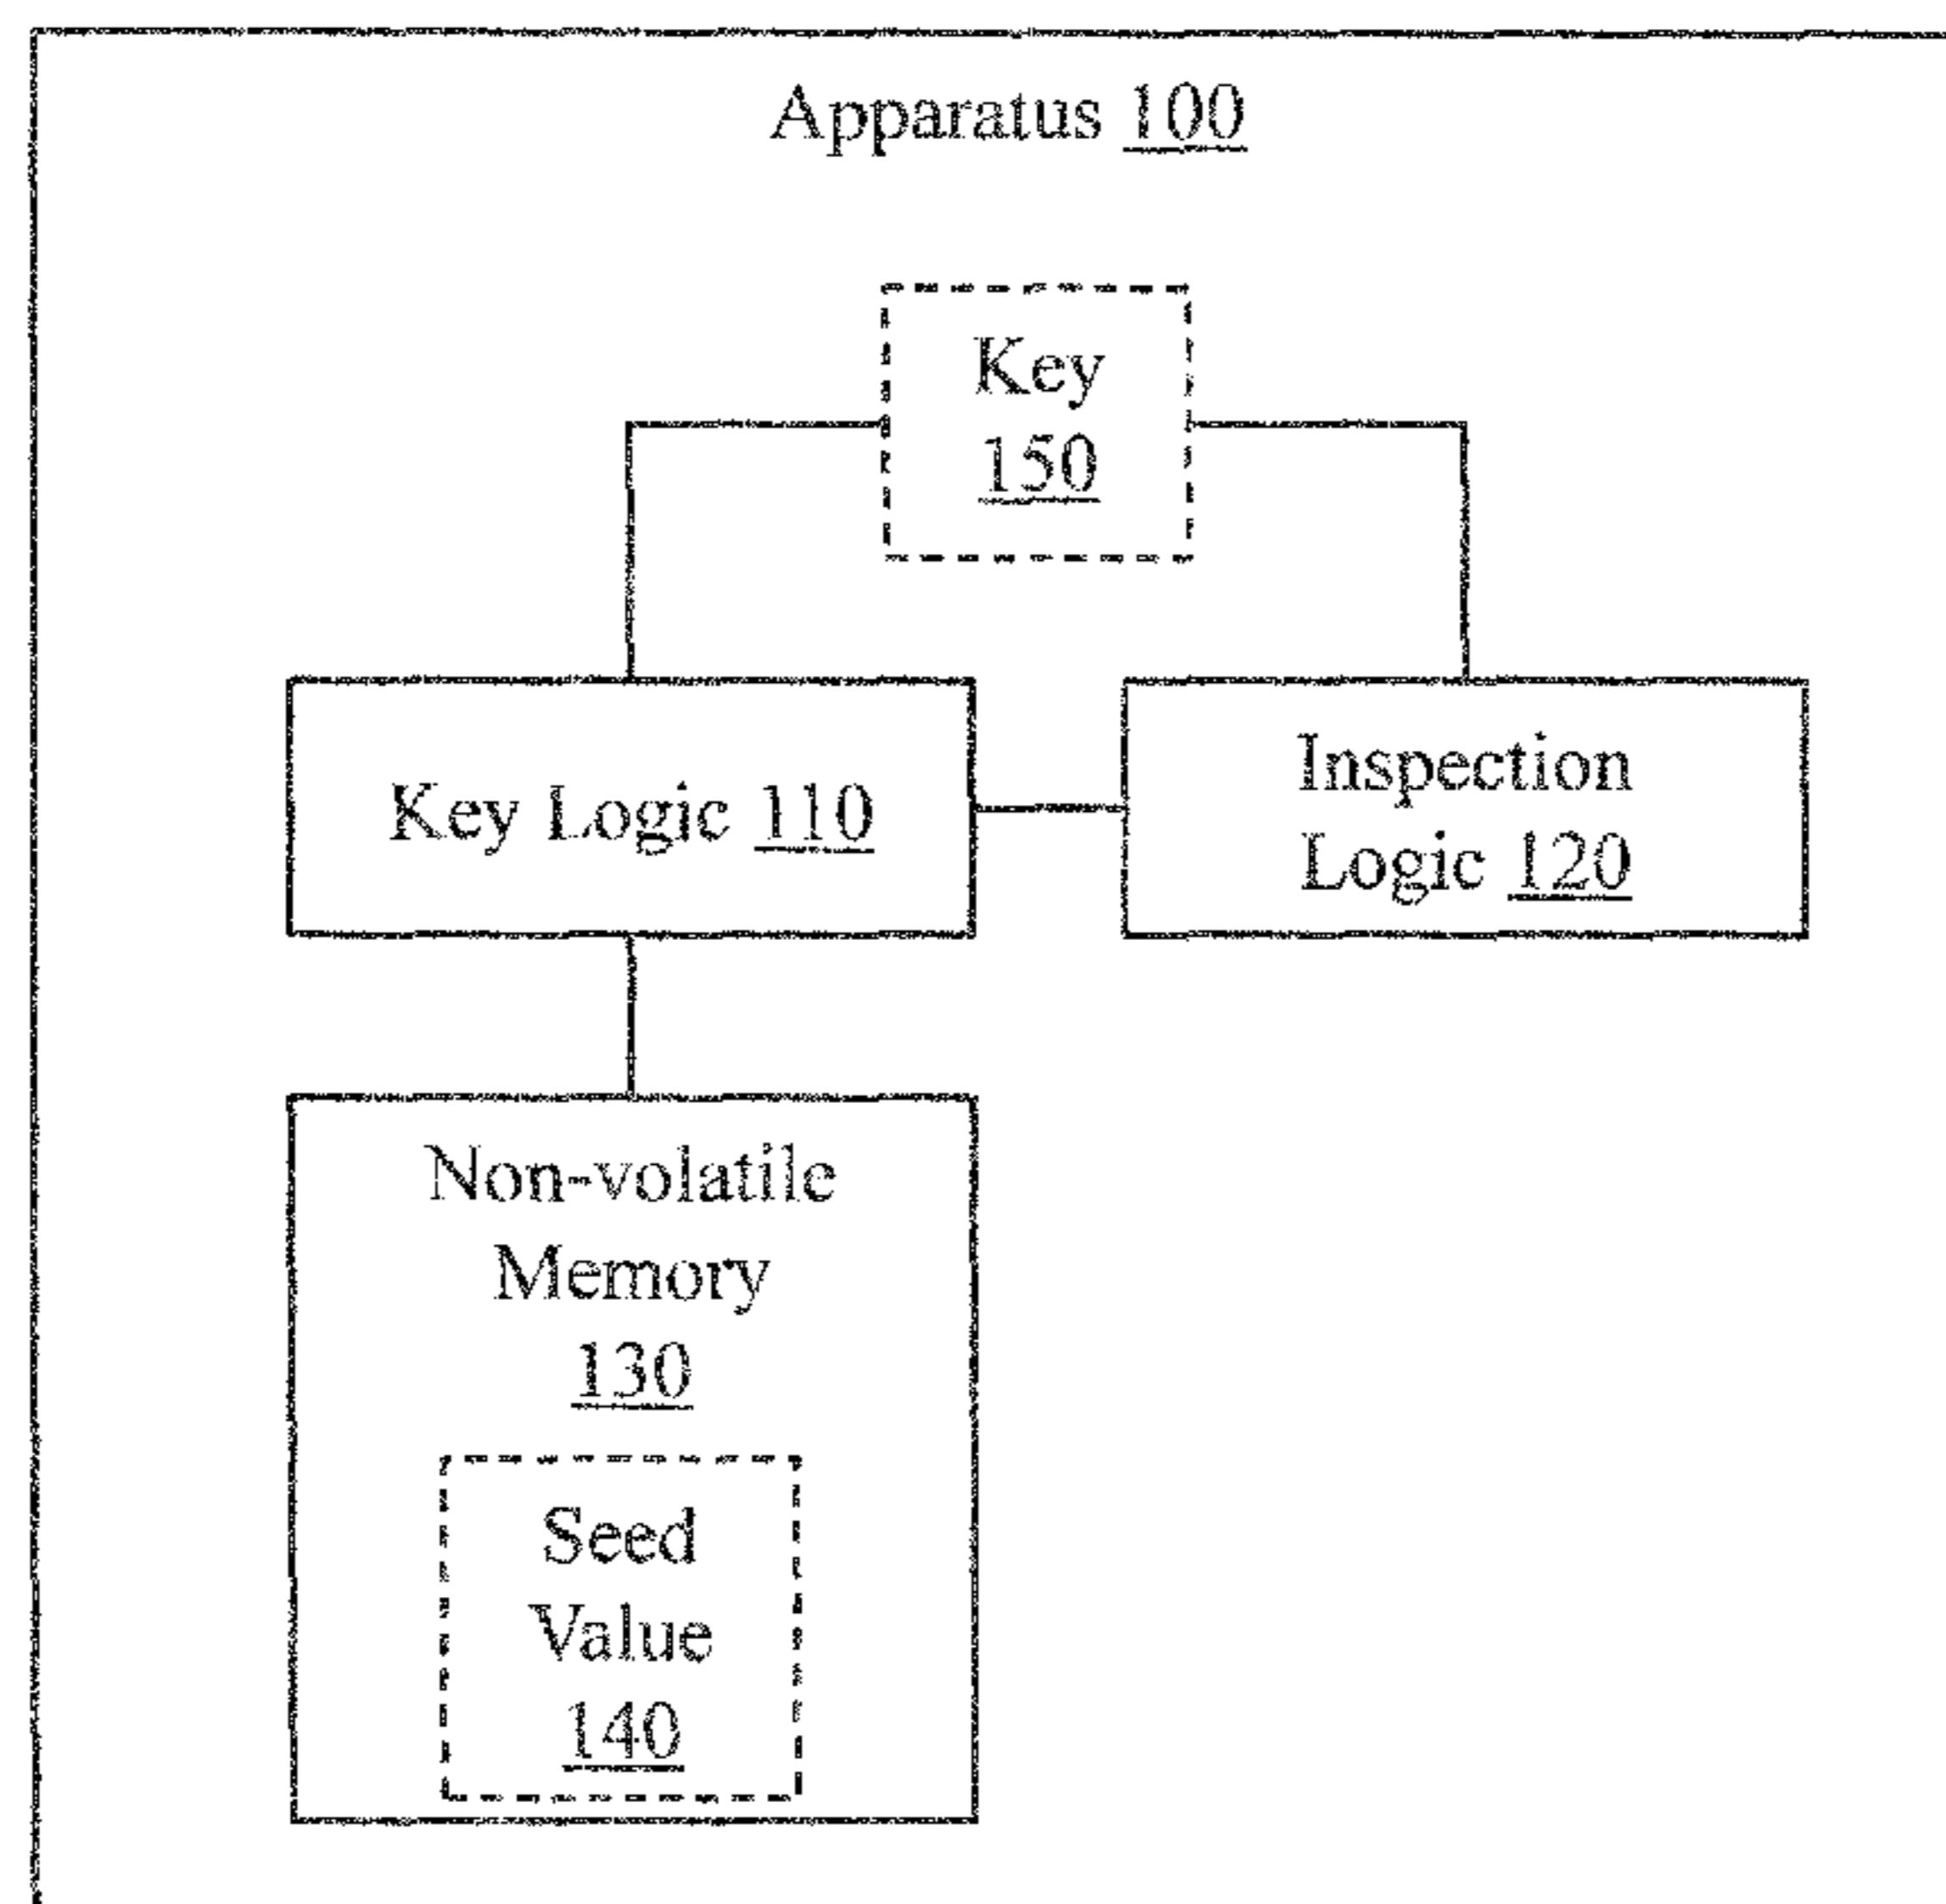 Apparatus 100
Key
150
Key Logic 110
Inspection
Logic 120
Non-volatile
Memory
130
Seed
Value
140